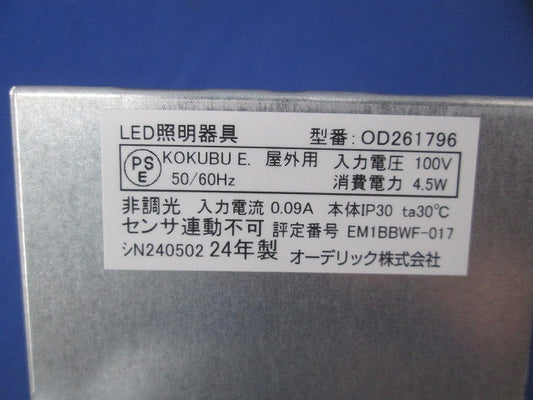 LED照明器具 型番: OD261796
PS E KOKUBU E. 屋外用 入力電圧 100V
50/60Hz 消費電力 4.5W
非調光 入力電流 0.09A 本体IP30 ta30℃
センサ連動不可 評定番号 EM1BBWF-017
シN240502 24年製 オーデリック株式会社